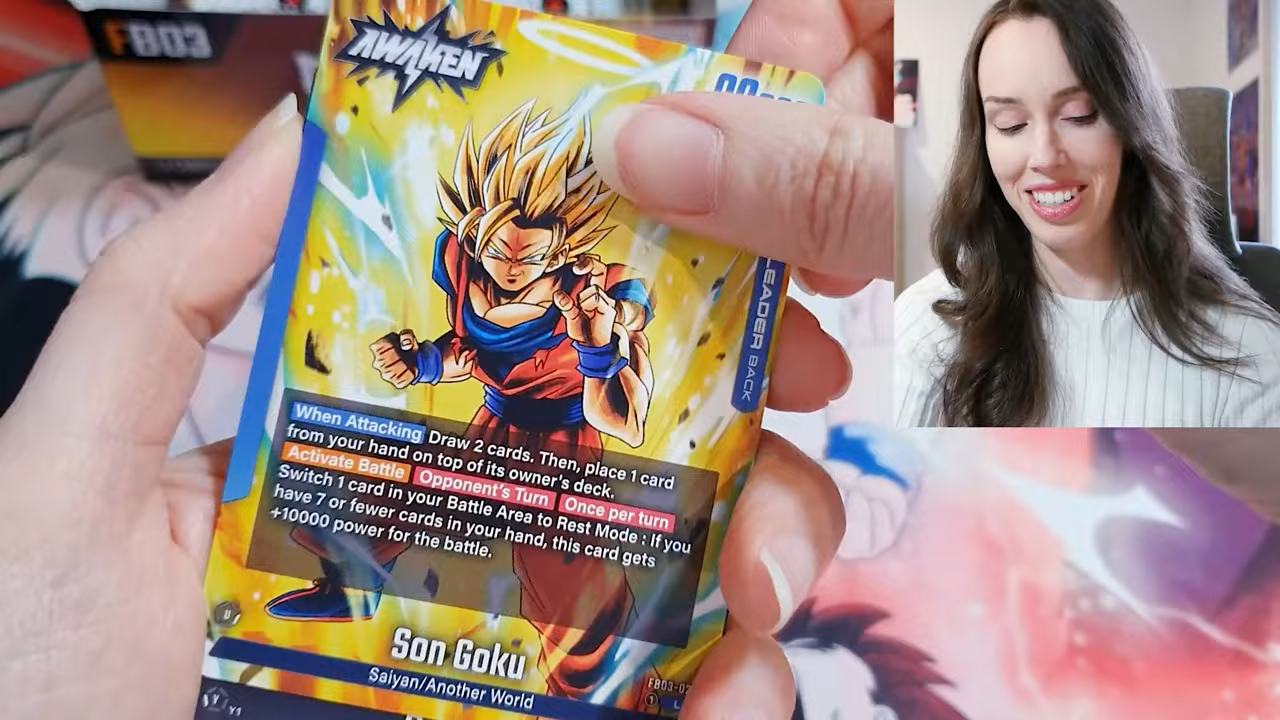 FB03
AWAKEN
LEADER BACK
When Attacking Draw 2 cards. Then, place 1 card
from your hand on top of its owner's deck.
Activate Battle Opponent's Turn Once per turn
Switch 1 card in your Battle Area to Rest Mode : If you
have 7 or fewer cards in your hand, this card gets
+10000 power for the battle.
U
Son Goku
Saiyan/Another World
FB03-0
Y Y1